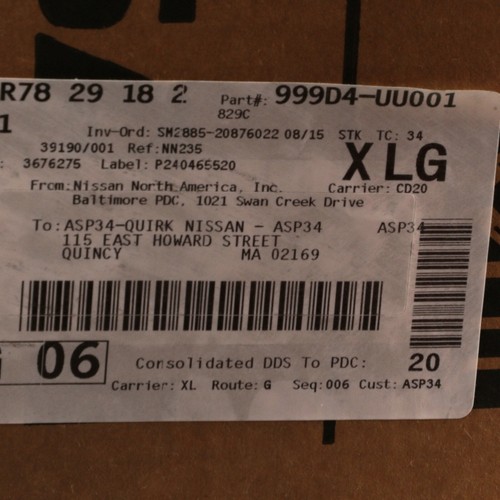 R78 29 18 2 Part#: 999D4-UU001
829C
1
Inv-Ord: SM2885-20876022 08/15 STK TC: 34
39190/001 Ref:NN235
XLG
: 3676275 Label: P240465520
From:Nissan North America, Inc. Carrier: CD20
Baltimore PDC, 1021 Swan Creek Drive
To:ASP34-QUIRK NISSAN - ASP34 ASP34
115 EAST HOWARD STREET
QUINCY MA 02169
G 06 Consolidated DDS To PDC: 20
Carrier: XL Route: G Seq:006 Cust: ASP34